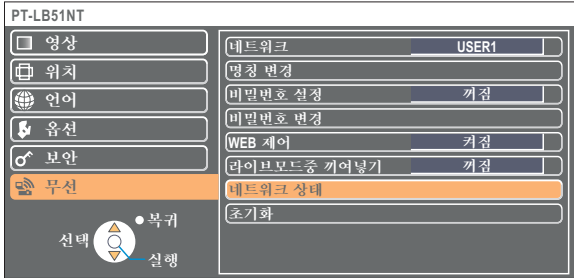 PT-LB51NT
영상
위치
언어
옵션
보안
무선
복귀
선택
실행
네트워크 USER1
명칭 변경
비밀번호 설정 꺼짐
비밀번호 변경
WEB 제어 켜짐
라이브모드중 끼어넣기 꺼짐
네트워크 상태
초기화